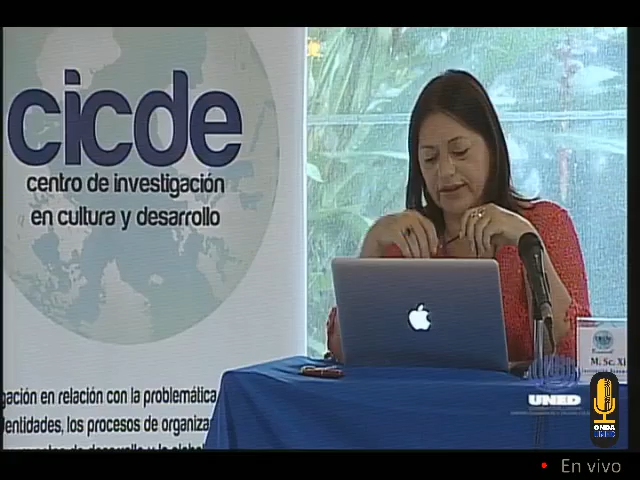 cicde
centro de investigación
en cultura y desarrollo
gación en relación con la problemática
dentidades, los procesos de organiza
M. Sc. Xi
UNED
ONDA
UNED
En vivo